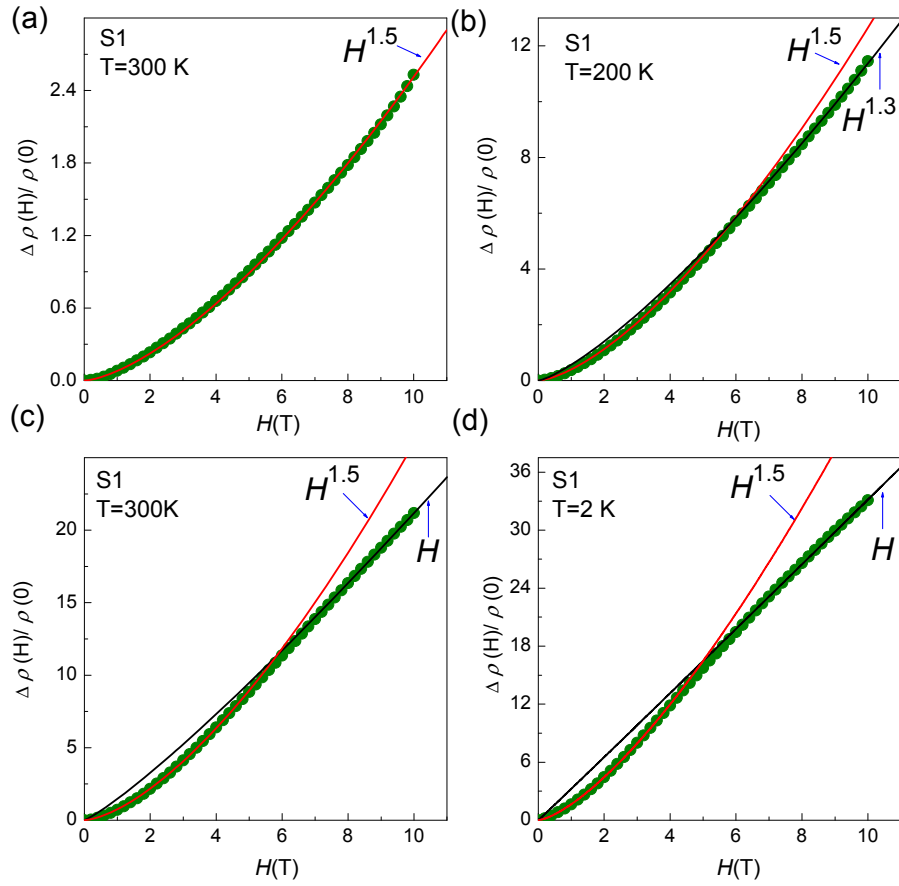 (a)
S1
T=300 K
H^1.5
2.4
1.8
1.2
0.6
0.0
Δ ρ (H)/ ρ (0)
0 2 4 6 8 10
H(T)
(b)
S1
T=200 K
H^1.5
H^1.3
12
8
4
0
Δ ρ (H)/ ρ (0)
0 2 4 6 8 10
H(T)
(c)
S1
T=300K
H^1.5
H
20
15
10
5
0
Δ ρ (H)/ ρ (0)
0 2 4 6 8 10
H(T)
(d)
S1
T=2 K
H^1.5
H
36
30
24
18
12
6
0
Δ ρ (H)/ ρ (0)
0 2 4 6 8 10
H(T)